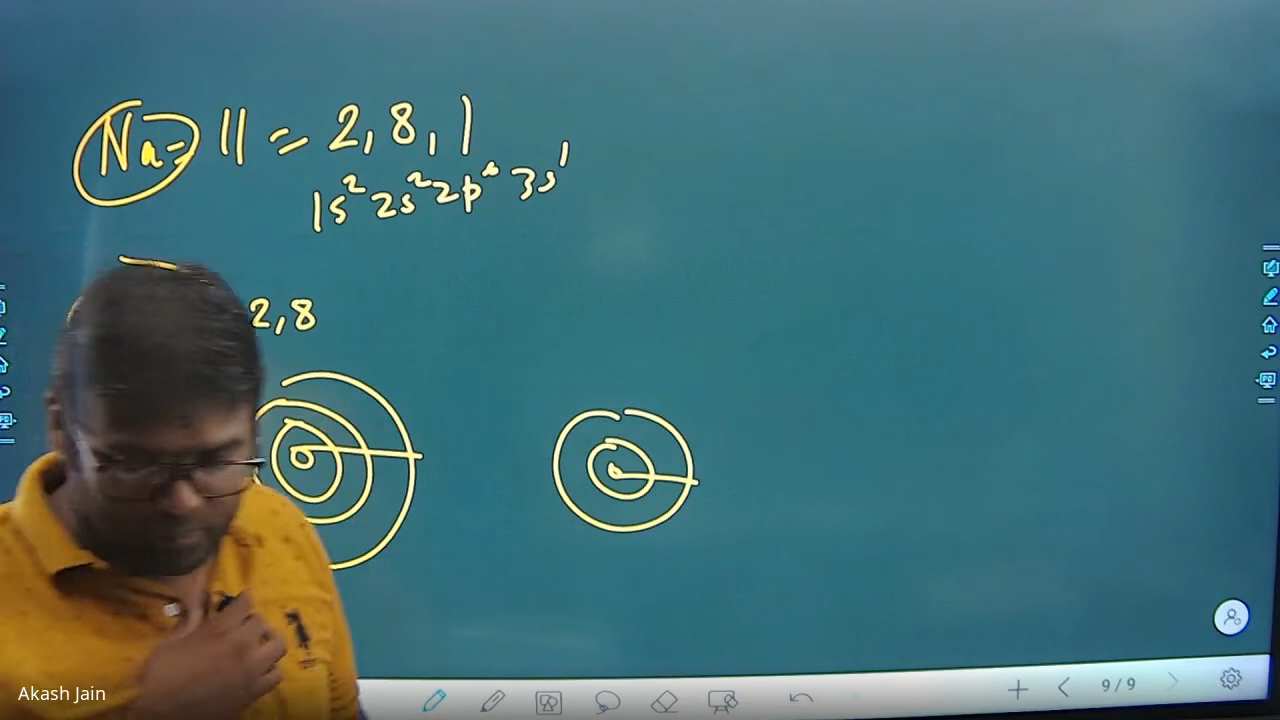 Na = 11 = 2, 8, 1
1s² 2s² 2p⁶ 3s¹
2, 8
Akash Jain
9/9